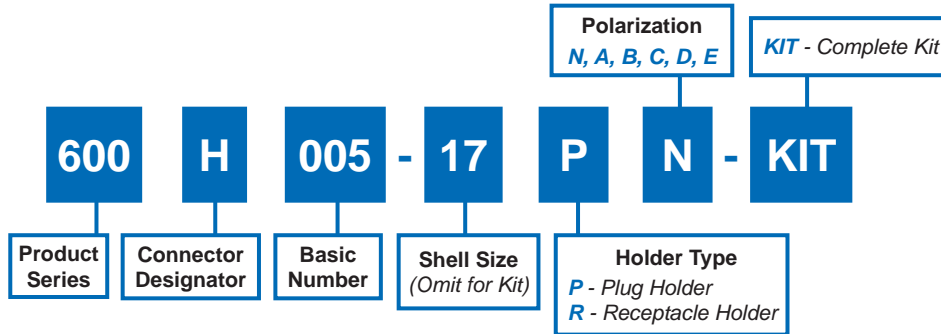 Polarization
N, A, B, C, D, E
KIT - Complete Kit
600 H 005 - 17 P N - KIT
Product
Series
Connector
Designator
Basic
Number
Shell Size
(Omit for Kit)
Holder Type
P - Plug Holder
R - Receptacle Holder